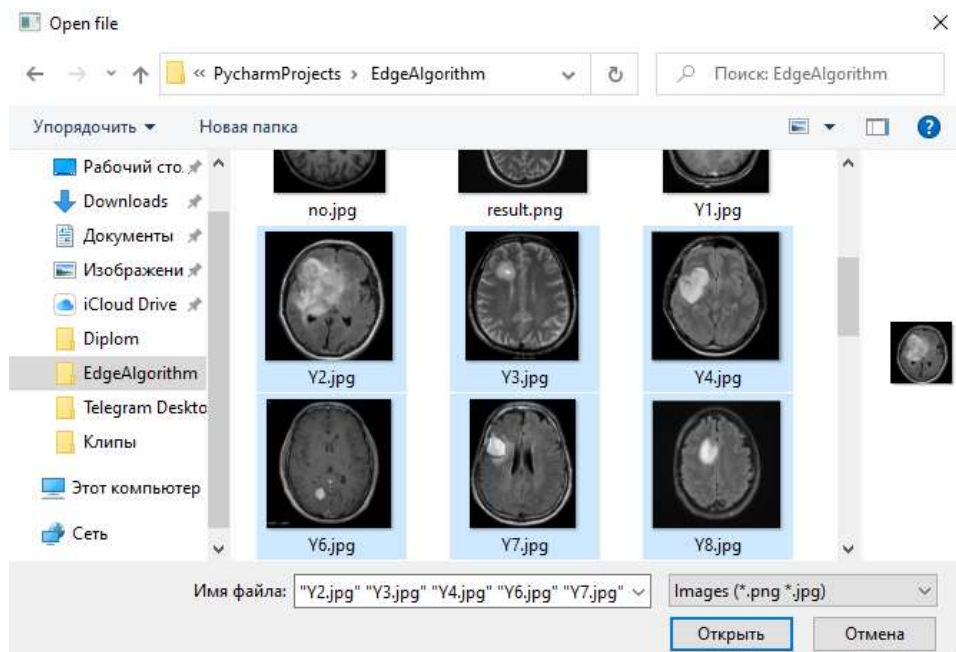 Open file
« PycharmProjects › EdgeAlgorithm
Поиск: EdgeAlgorithm
Упорядочить
Новая папка
Рабочий сто
Downloads
Документы
Изображени
iCloud Drive
Diplom
EdgeAlgorithm
Telegram Deskto
Клипы
Этот компьютер
Сеть
no.jpg
result.png
Y1.jpg
Y2.jpg
Y3.jpg
Y4.jpg
Y6.jpg
Y7.jpg
Y8.jpg
Имя файла:
"Y2.jpg" "Y3.jpg" "Y4.jpg" "Y6.jpg" "Y7.jpg"
Images (*.png *.jpg)
Открыть
Отмена